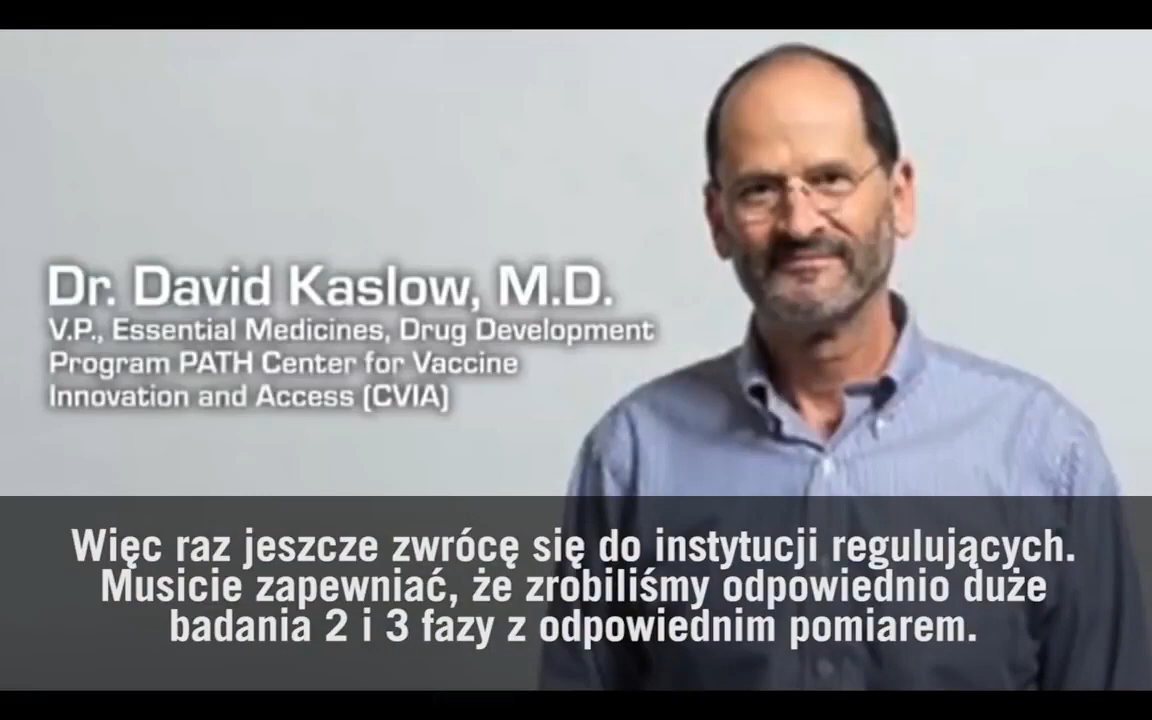 Dr. David Kaslow, M.D.
V.P., Essential Medicines, Drug Development
Program PATH Center for Vaccine
Innovation and Access (CVIA)
Więc raz jeszcze zwrócę się do instytucji regulujących.
Musicie zapewniać, że zrobiliśmy odpowiednio duże
badania 2 i 3 fazy z odpowiednim pomiarem.